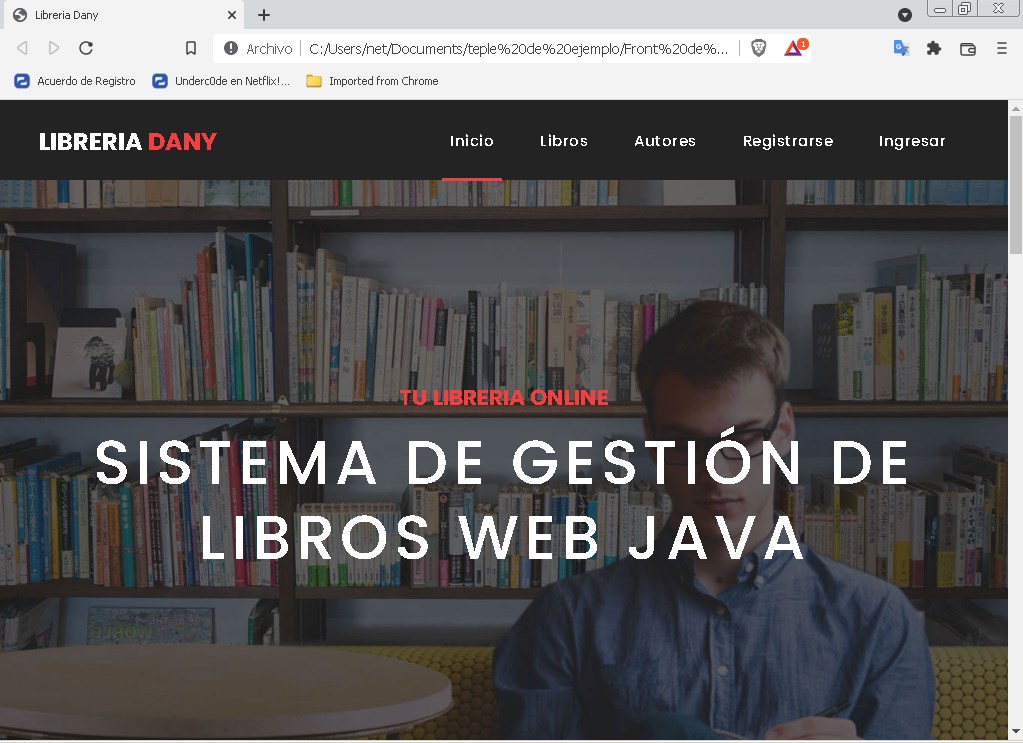 Libreria Dany
Archivo C:/Users/net/Documents/teple%20de%20ejemplo/Front%20de%...
1
Acuerdo de Registro Underc0de en Netflix!... Imported from Chrome
LIBRERIA DANY Inicio Libros Autores Registrarse Ingresar
TU LIBRERIA ONLINE
SISTEMA DE GESTIÓN DE
LIBROS WEB JAVA